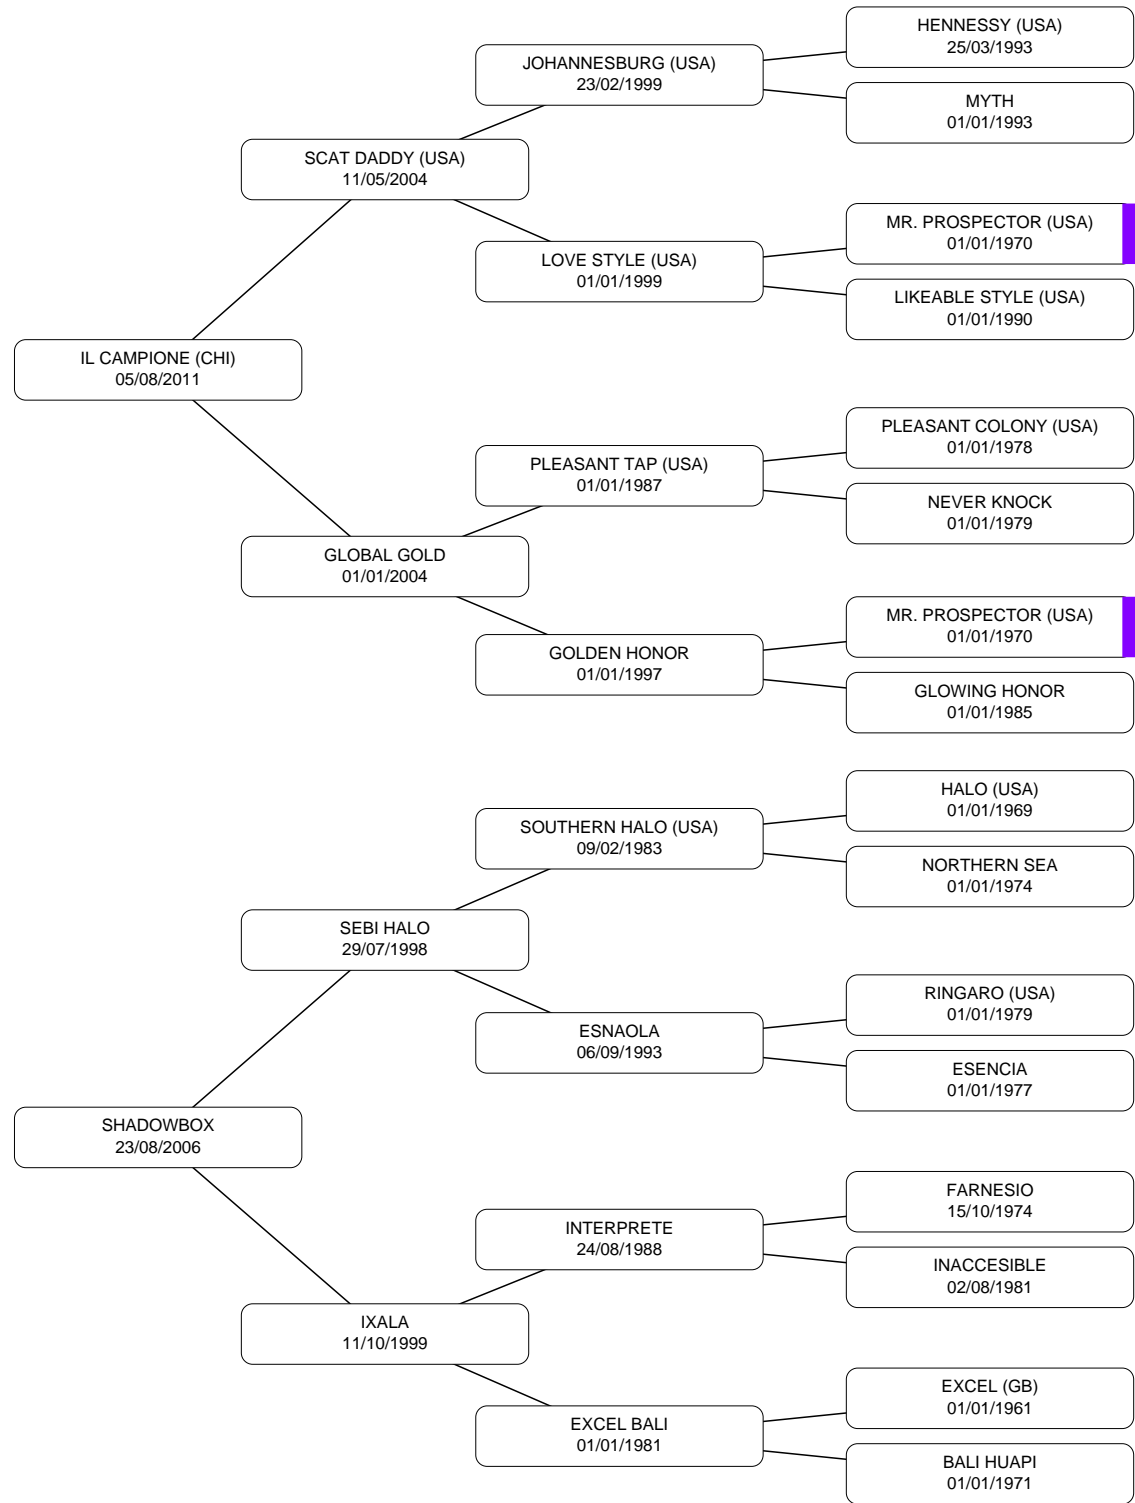 HENNESSY (USA)
25/03/1993
JOHANNESBURG (USA)
23/02/1999
MYTH
01/01/1993
SCAT DADDY (USA)
11/05/2004
MR. PROSPECTOR (USA)
01/01/1970
LOVE STYLE (USA)
01/01/1999
LIKEABLE STYLE (USA)
01/01/1990
IL CAMPIONE (CHI)
05/08/2011
PLEASANT COLONY (USA)
01/01/1978
PLEASANT TAP (USA)
01/01/1987
NEVER KNOCK
01/01/1979
GLOBAL GOLD
01/01/2004
MR. PROSPECTOR (USA)
01/01/1970
GOLDEN HONOR
01/01/1997
GLOWING HONOR
01/01/1985
HALO (USA)
01/01/1969
SOUTHERN HALO (USA)
09/02/1983
NORTHERN SEA
01/01/1974
SEBI HALO
29/07/1998
RINGARO (USA)
01/01/1979
ESNAOLA
06/09/1993
ESENCIA
01/01/1977
SHADOWBOX
23/08/2006
FARNESIO
15/10/1974
INTERPRETE
24/08/1988
INACCESIBLE
02/08/1981
IXALA
11/10/1999
EXCEL (GB)
01/01/1961
EXCEL BALI
01/01/1981
BALI HUAPI
01/01/1971